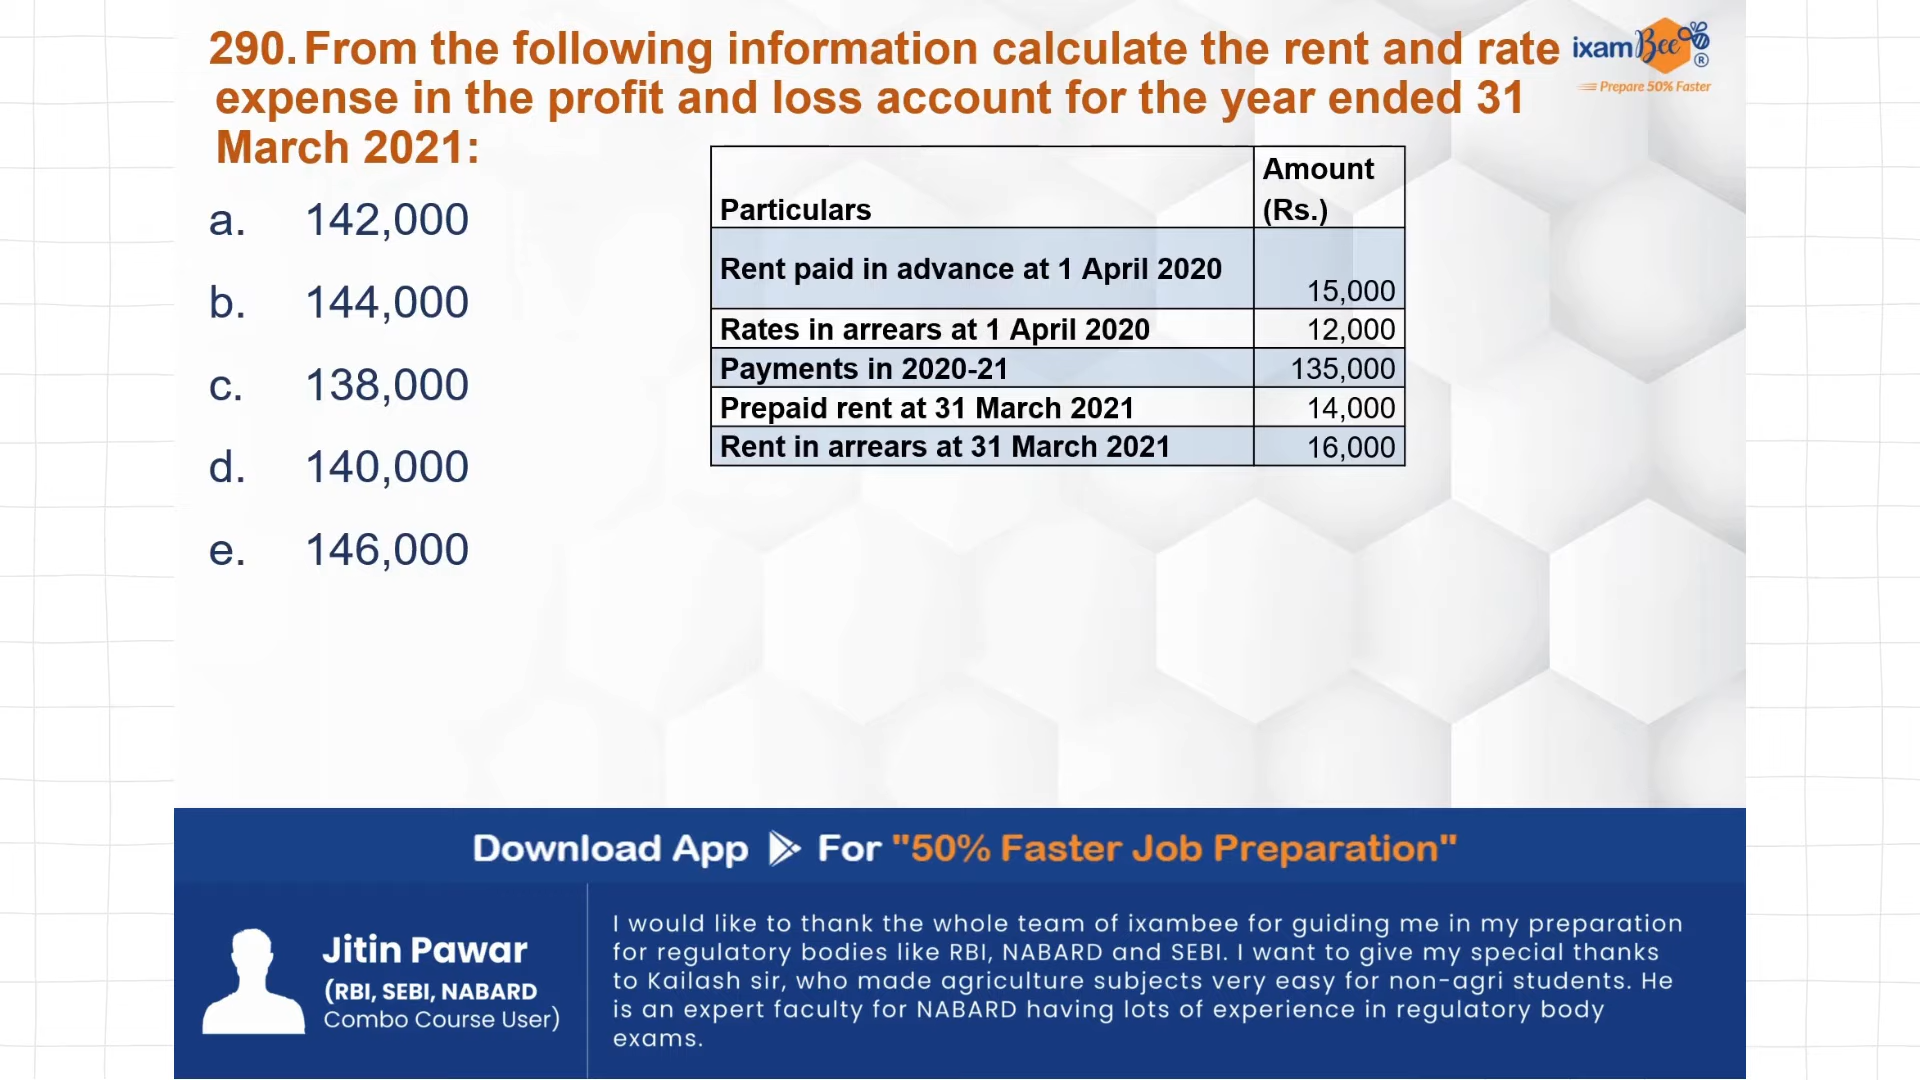 290. From the following information calculate the rent and rate
expense in the profit and loss account for the year ended 31
March 2021:
ixamBee
®
Prepare 50% Faster
a. 142,000
b. 144,000
c. 138,000
d. 140,000
e. 146,000
Particulars Amount (Rs.)
Rent paid in advance at 1 April 2020 15,000
Rates in arrears at 1 April 2020 12,000
Payments in 2020-21 135,000
Prepaid rent at 31 March 2021 14,000
Rent in arrears at 31 March 2021 16,000
Download App For "50% Faster Job Preparation"
Jitin Pawar
(RBI, SEBI, NABARD
Combo Course User)
I would like to thank the whole team of ixambee for guiding me in my preparation
for regulatory bodies like RBI, NABARD and SEBI. I want to give my special thanks
to Kailash sir, who made agriculture subjects very easy for non-agri students. He
is an expert faculty for NABARD having lots of experience in regulatory body
exams.